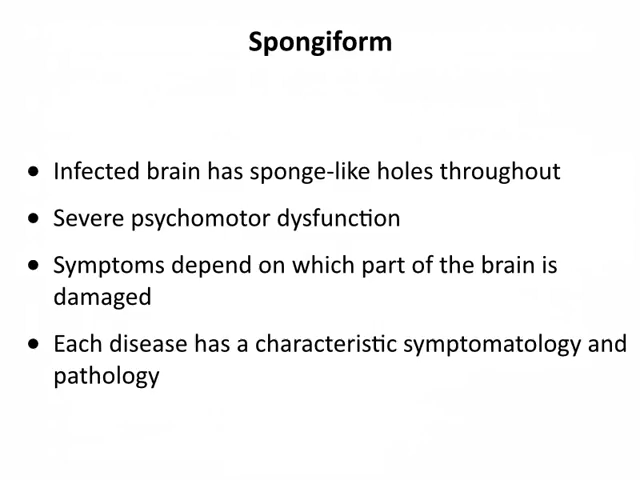 Spongiform
• Infected brain has sponge-like holes throughout
• Severe psychomotor dysfunction
• Symptoms depend on which part of the brain is
damaged
• Each disease has a characteristic symptomatology and
pathology